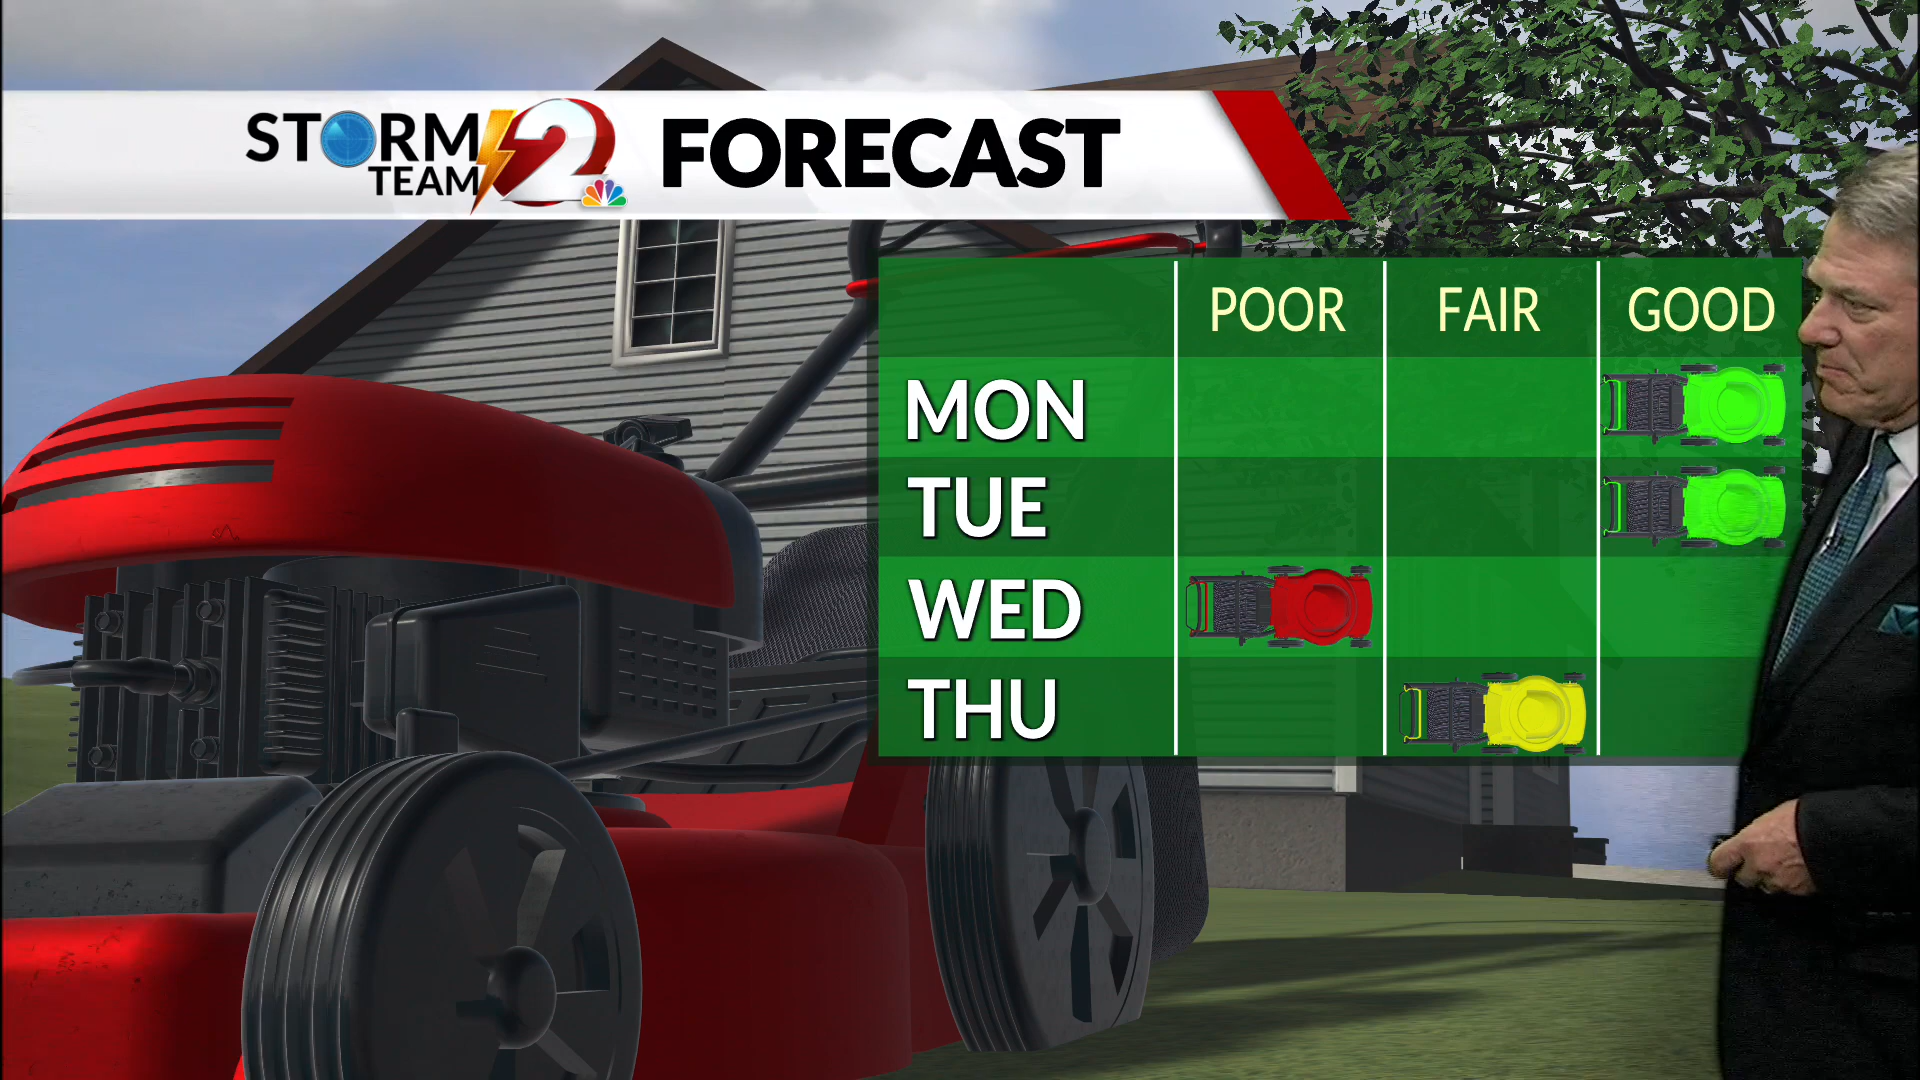 STORM TEAM 2 FORECAST
POOR FAIR GOOD
MON
TUE
WED
THU